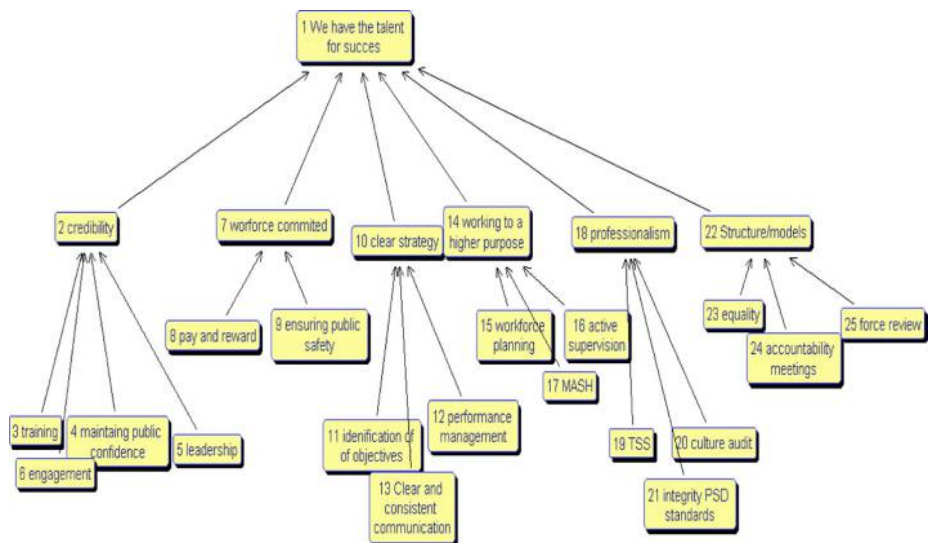 1 We have the talent
for succes
2 credibility
7 worforce commited
10 clear strategy
14 working to a
higher purpose
18 professionalism
22 Structure/models
8 pay and reward
9 ensuring public
safety
15 workforce
planning
16 active
supervision
17 MASH
23 equality
24 accountability
meetings
25 force review
3 training
4 maintaing public
confidence
5 leadership
6 engagement
11 idenification of
of objectives
12 performance
management
13 Clear and
consistent
communication
19 TSS
20 culture audit
21 integrity PSD
standards